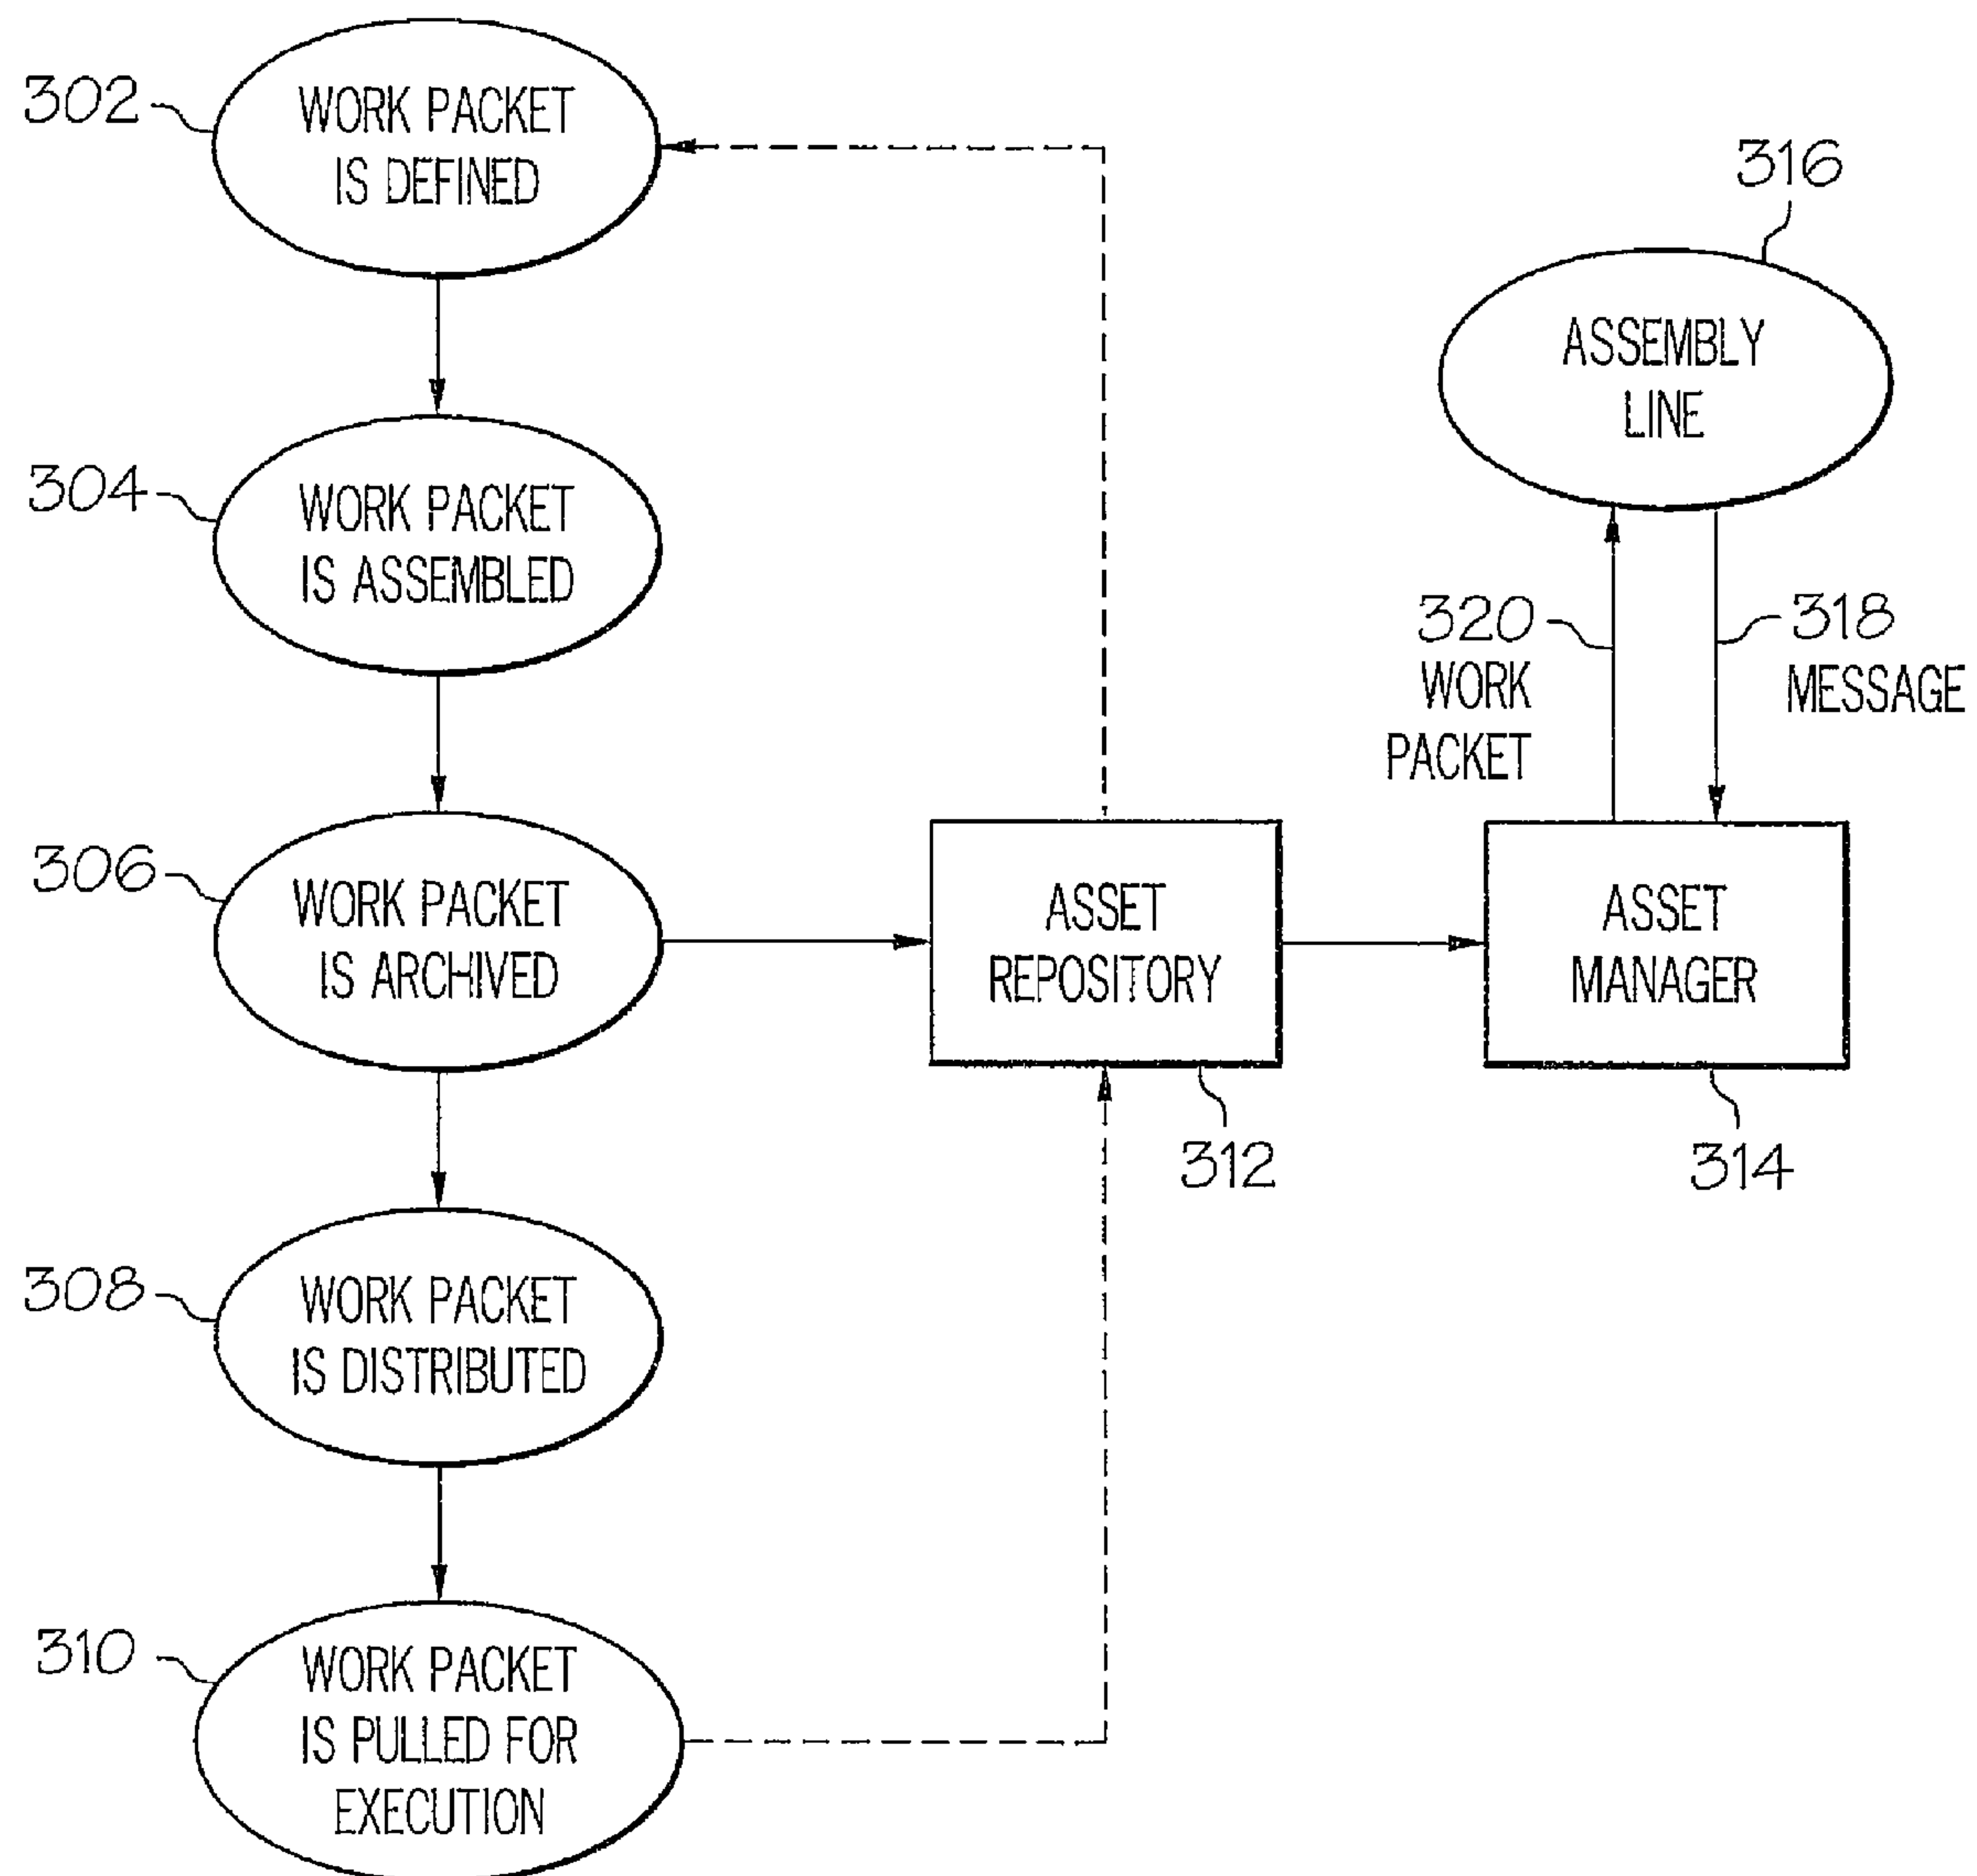 302
WORK PACKET
IS DEFINED
316
ASSEMBLY
LINE
304
WORK PACKET
IS ASSEMBLED
320
WORK
PACKET
318
MESSAGE
306
WORK PACKET
IS ARCHIVED
ASSET
REPOSITORY
312
ASSET
MANAGER
314
308
WORK PACKET
IS DISTRIBUTED
310
WORK PACKET
IS PULLED FOR
EXECUTION